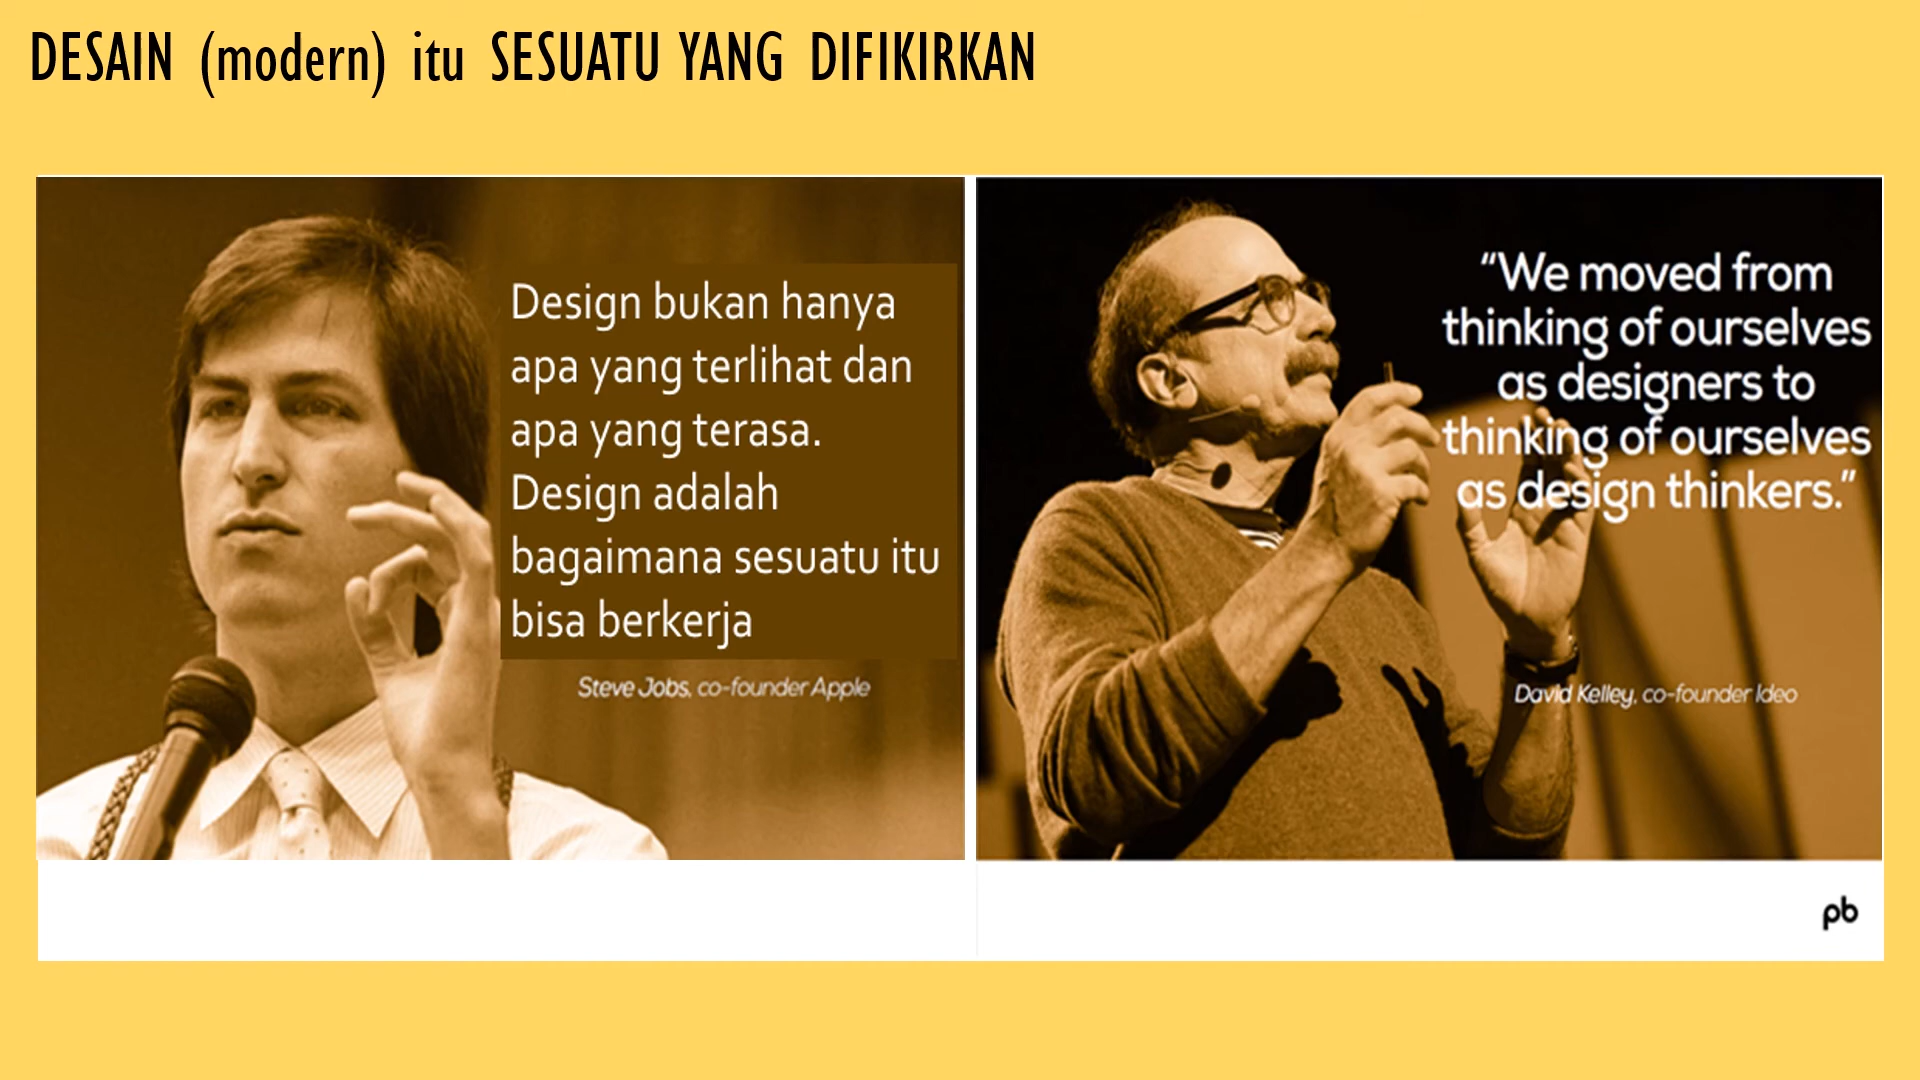 DESAIN (modern) itu SESUATU YANG DIFIKIRKAN
Design bukan hanya
apa yang terlihat dan
apa yang terasa.
Design adalah
bagaimana sesuatu itu
bisa berkerja
Steve Jobs, co-founder Apple
“We moved from
thinking of ourselves
as designers to
thinking of ourselves
as design thinkers.”
David Kelley, co-founder Ideo
pb